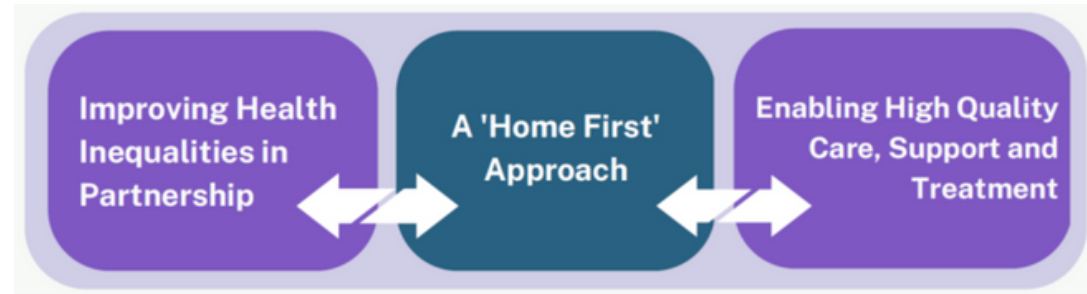 Improving Health
Inequalities in
Partnership
A 'Home First'
Approach
Enabling High Quality
Care, Support and
Treatment